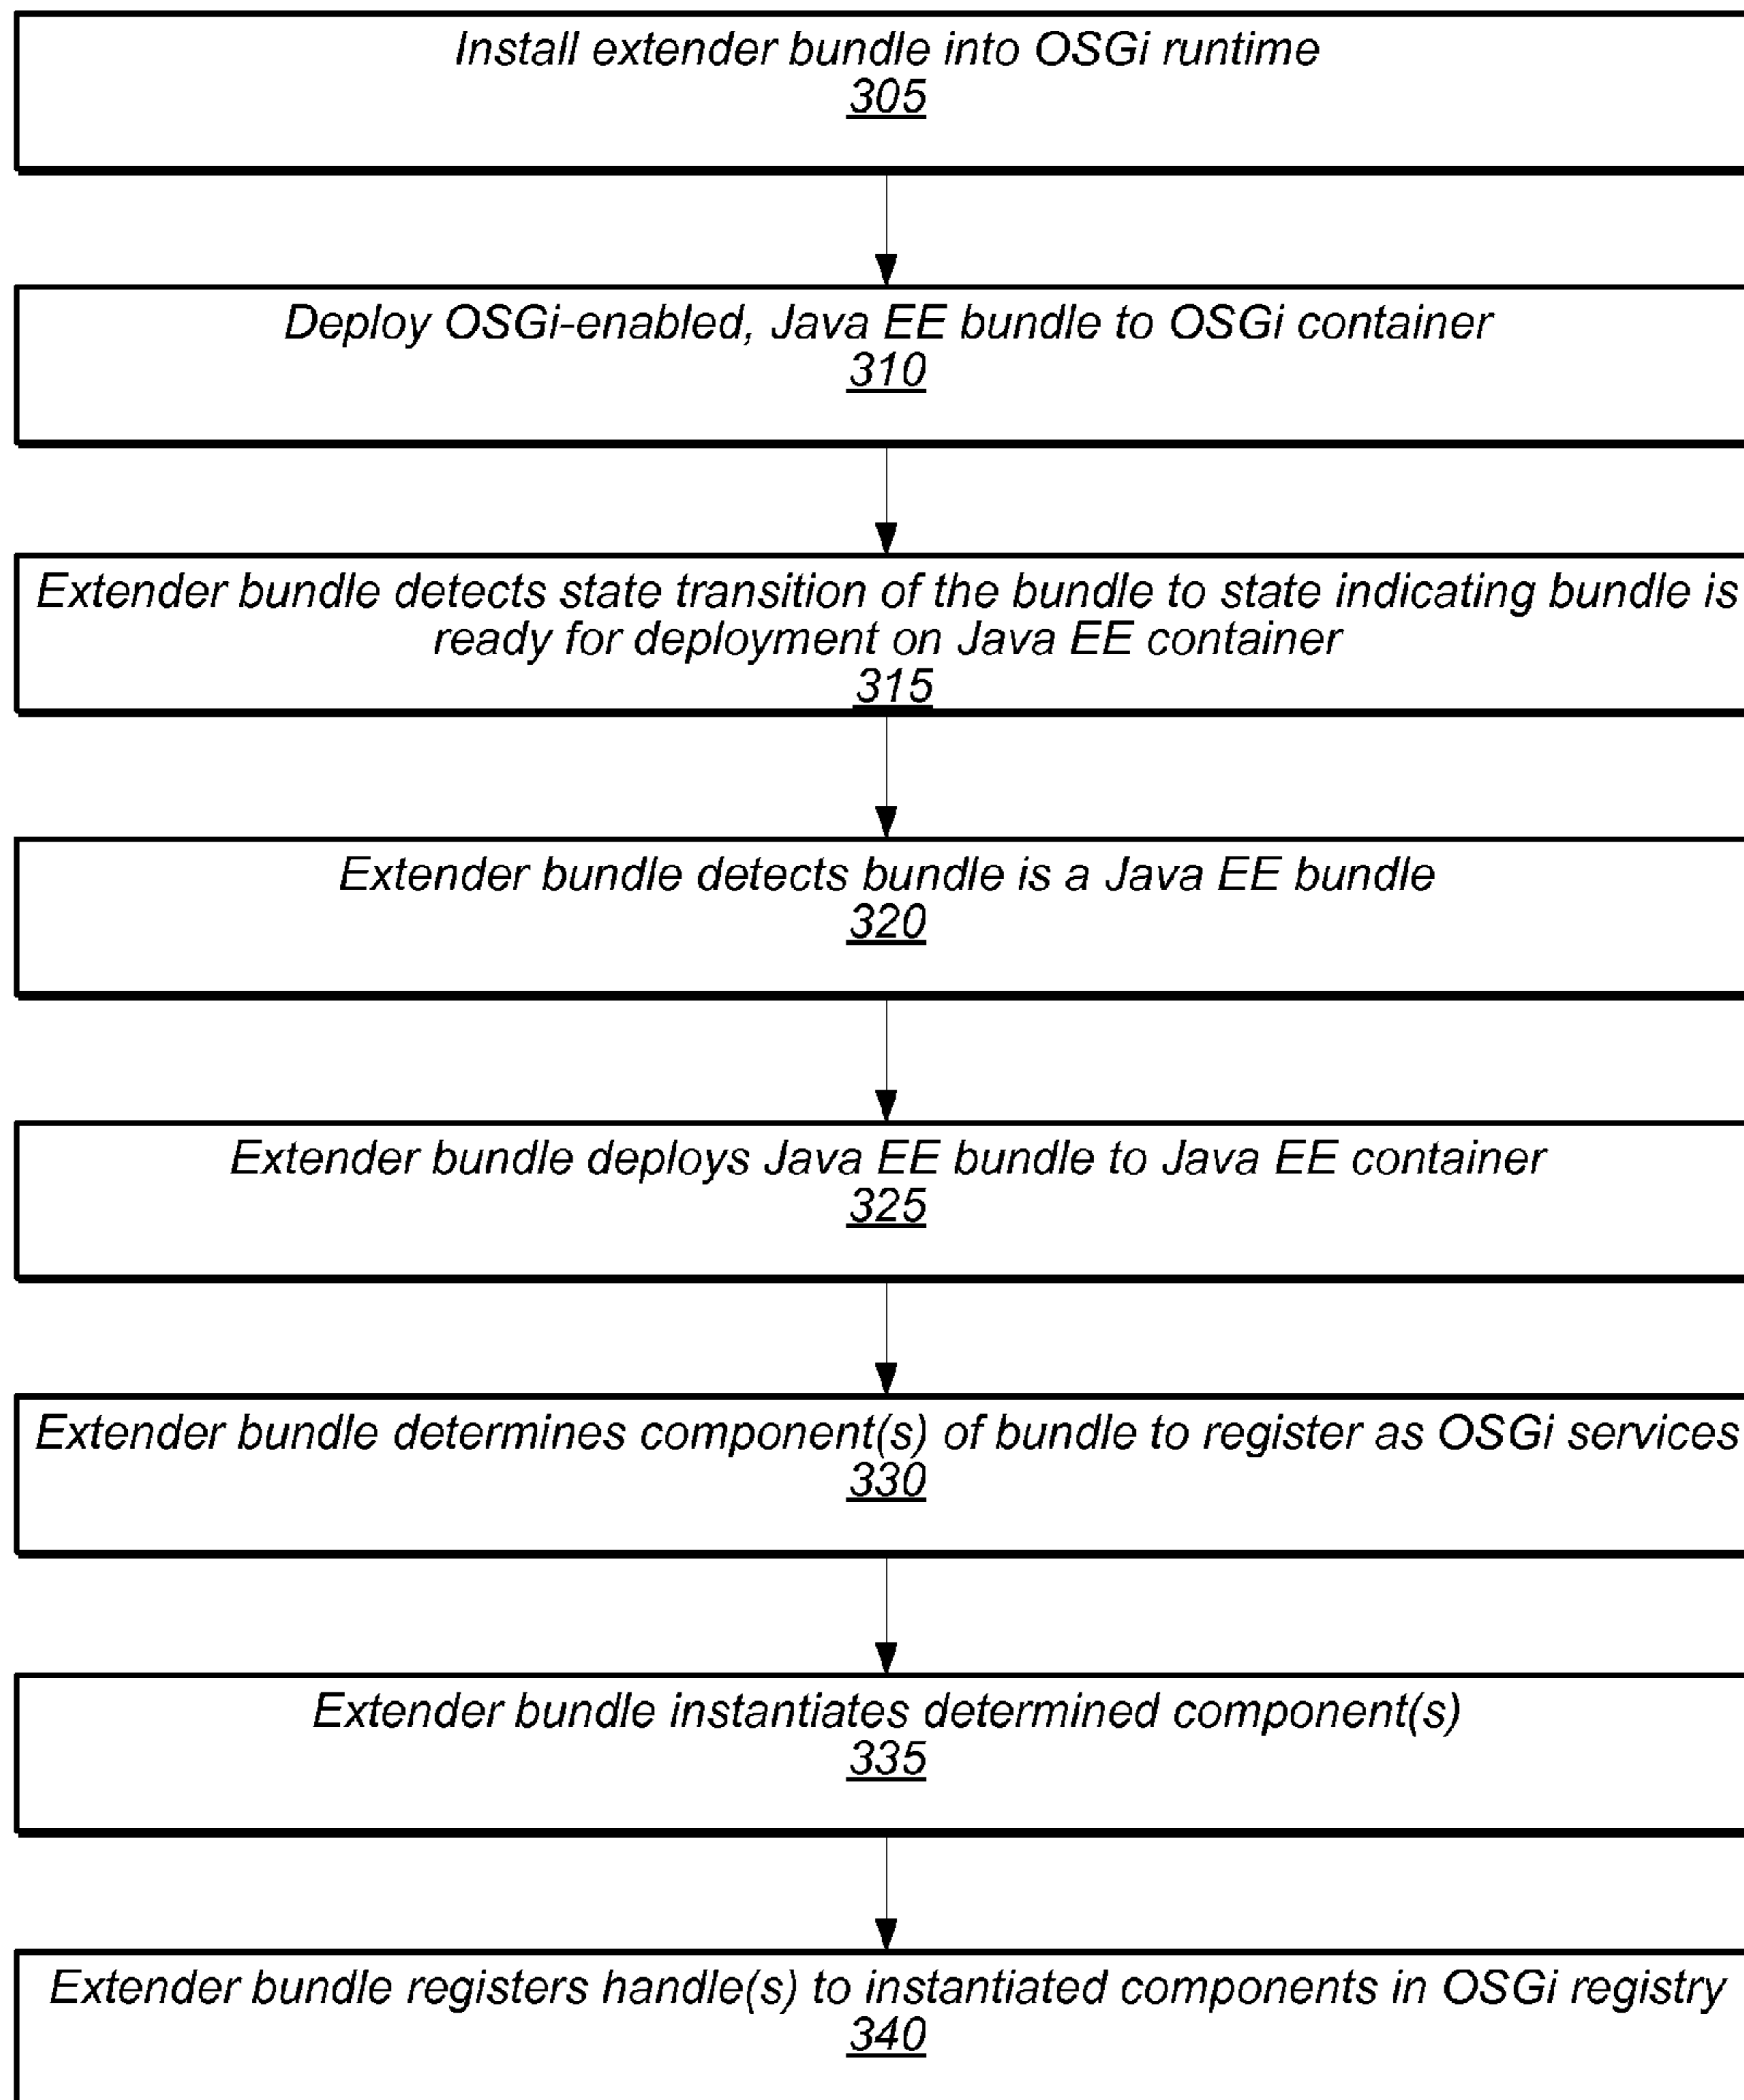 Install extender bundle into OSGi runtime
305
Deploy OSGi-enabled, Java EE bundle to OSGi container
310
Extender bundle detects state transition of the bundle to state indicating bundle is
ready for deployment on Java EE container
315
Extender bundle detects bundle is a Java EE bundle
320
Extender bundle deploys Java EE bundle to Java EE container
325
Extender bundle determines component(s) of bundle to register as OSGi services
330
Extender bundle instantiates determined component(s)
335
Extender bundle registers handle(s) to instantiated components in OSGi registry
340